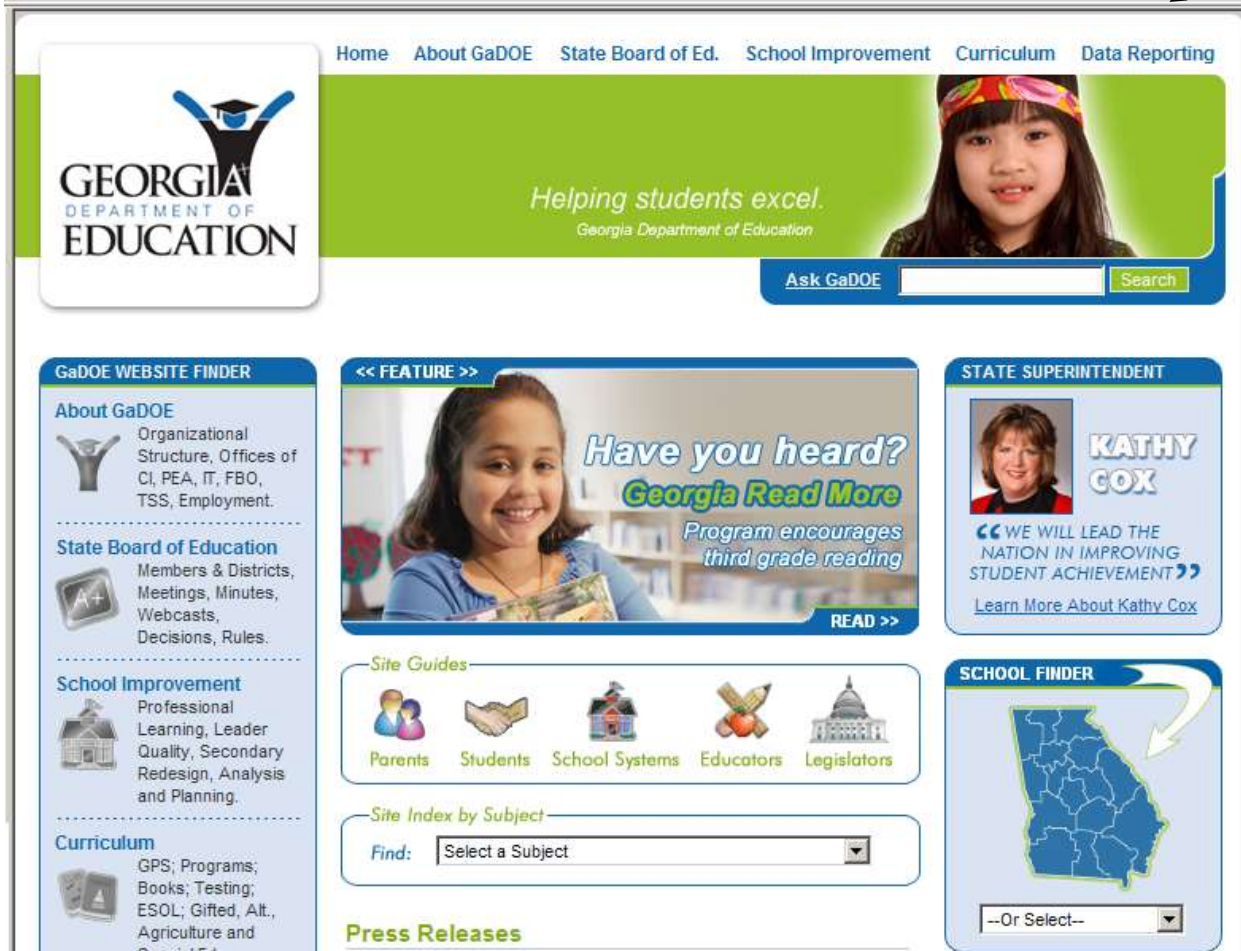 Home About GaDOE State Board of Ed. School Improvement Curriculum Data Reporting
GEORGIA
DEPARTMENT OF
EDUCATION
Helping students excel.
Georgia Department of Education
Ask GaDOE Search
GaDOE WEBSITE FINDER
About GaDOE
Organizational
Structure, Offices of
CI, PEA, IT, FBO,
TSS, Employment.
State Board of Education
A+
Members & Districts,
Meetings, Minutes,
Webcasts,
Decisions, Rules.
School Improvement
Professional
Learning, Leader
Quality, Secondary
Redesign, Analysis
and Planning.
Curriculum
A
GPS; Programs;
Books; Testing;
ESOL; Gifted, Alt.,
Agriculture and
<< FEATURE >>
Have you heard?
Georgia Read More
Program encourages
third grade reading
READ >>
Site Guides
Parents Students School Systems Educators Legislators
Site Index by Subject
Find: Select a Subject
Press Releases
STATE SUPERINTENDENT
KATHY
COX
“WE WILL LEAD THE
NATION IN IMPROVING
STUDENT ACHIEVEMENT”
Learn More About Kathy Cox
SCHOOL FINDER
--Or Select--